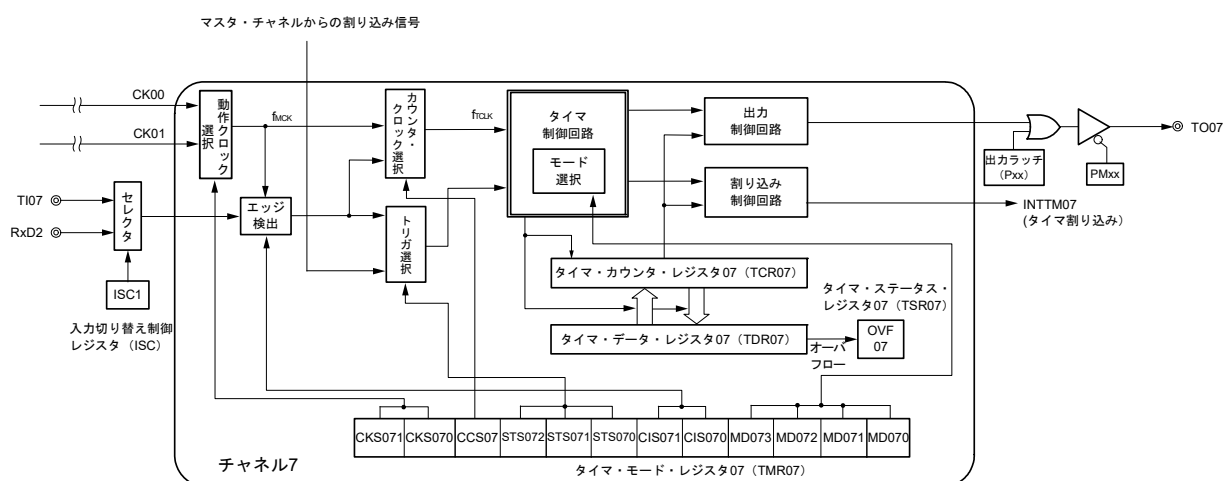 マスタ・チャネルからの割り込み信号
CK00
CK01
動作クロック
選択
fMCK
カウンタ・
クロック選択
fTCLK
タイマ
制御回路
モード
選択
出力
制御回路
出力ラッチ
(Pxx)
PMxx
TO07
TI07
RxD2
セレクタ
エッジ
検出
トリガ選択
割り込み
制御回路
INTTM07
(タイマ割り込み)
ISC1
入力切り替え制御
レジスタ (ISC)
タイマ・カウンタ・レジスタ07 (TCR07)
タイマ・ステータス・
レジスタ07 (TSR07)
タイマ・データ・レジスタ07 (TDR07)
オーバ
フロー
OVF
07
CKS071 CKS070 CCS07 STS072 STS071 STS070 CIS071 CIS070 MD073 MD072 MD071 MD070
チャネル7
タイマ・モード・レジスタ07 (TMR07)